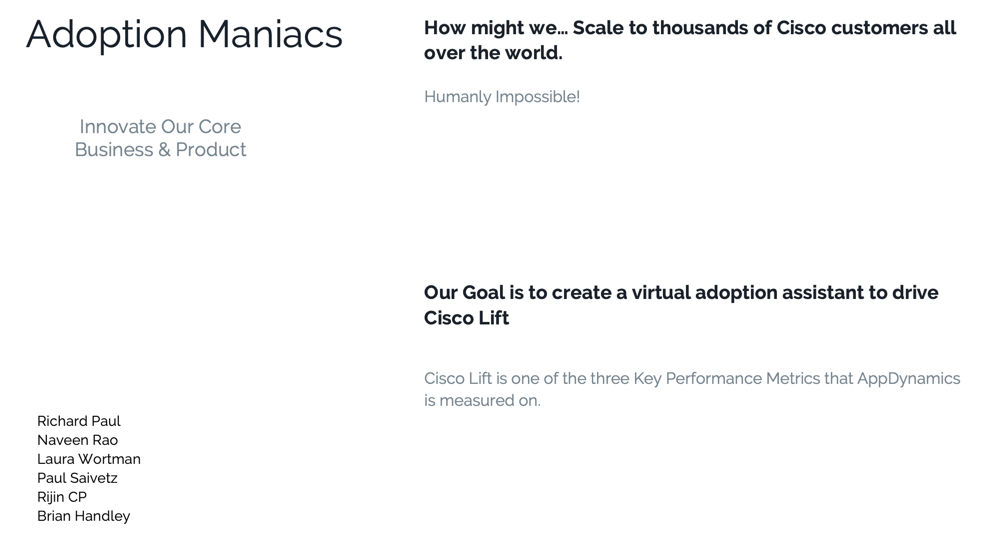 Adoption Maniacs
Innovate Our Core
Business & Product
Richard Paul
Naveen Rao
Laura Wortman
Paul Saivetz
Rijin CP
Brian Handley
How might we... Scale to thousands of Cisco customers all
over the world.
Humanly Impossible!
Our Goal is to create a virtual adoption assistant to drive
Cisco Lift
Cisco Lift is one of the three Key Performance Metrics that AppDynamics
is measured on.